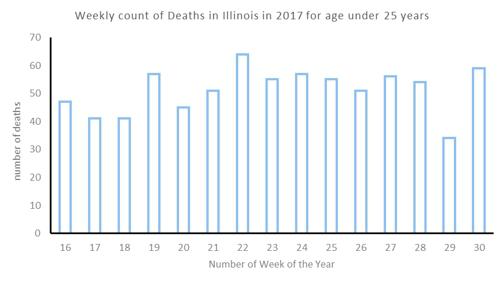 Weekly count of Deaths in Illinois in 2017 for age under 25 years
70
60
50
40
30
20
10
0
number of deaths
16 17 18 19 20 21 22 23 24 25 26 27 28 29 30
Number of Week of the Year